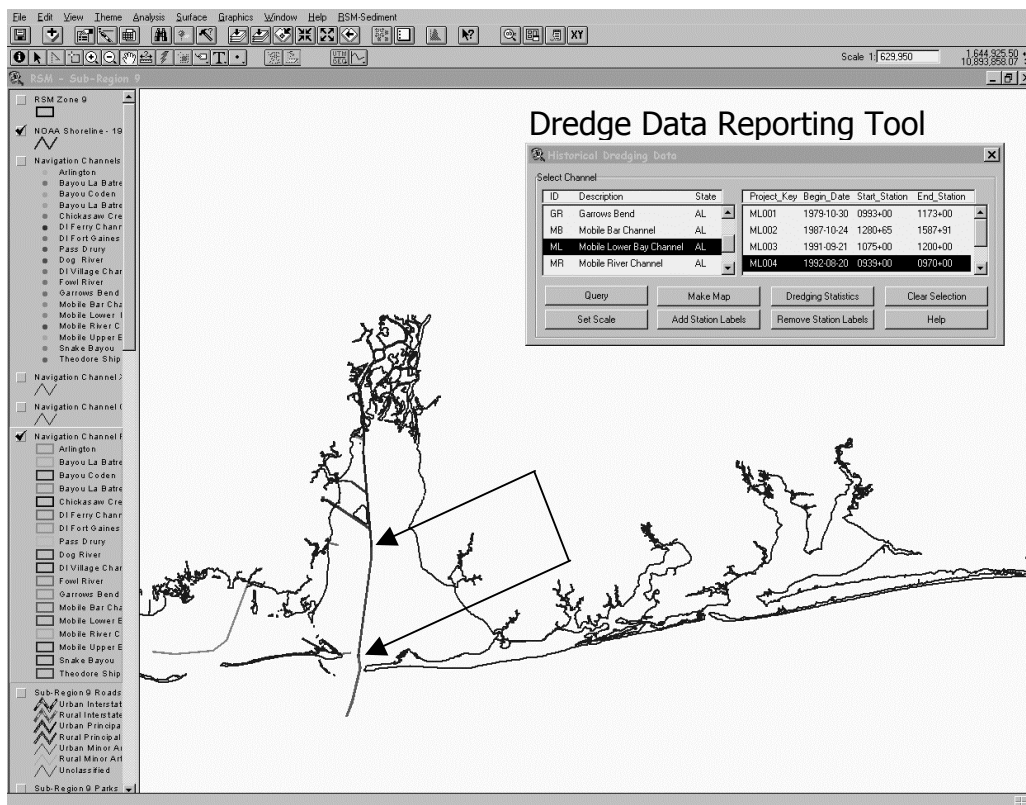 File Edit View Theme Analysis Surface Graphics Window Help RSM-Sediment
XY
UTM
Scale 1: 629,950
1,644,925.50
10,893,858.07
RSM - Sub-Region 9
RSM Zone 9
NOAA Shoreline - 19
Navigation Channels
Arlington
Bayou La Batre
Bayou Coden
Bayou La Batre
Chickasaw Cre
DI Ferry Chann
DI Fort Gaines
Pass Drury
Dog River
DI Village Char
Fowl River
Garrows Bend
Mobile Bar Cha
Mobile Lower
Mobile River C
Mobile Upper E
Snake Bayou
Theodore Ship
Navigation Channel
Navigation Channel
Navigation Channel F
Arlington
Bayou La Batre
Bayou Coden
Bayou La Batre
Chickasaw Cre
DI Ferry Chann
DI Fort Gaines
Pass Drury
Dog River
DI Village Char
Fowl River
Garrows Bend
Mobile Bar Cha
Mobile Lower E
Mobile River C
Mobile Upper E
Snake Bayou
Theodore Ship
Sub-Region 9 Roads
Urban Interstat
Rural Interstate
Urban Principa
Rural Principal
Urban Minor Ar
Rural Minor Art
Unclassified
Sub-Region 9 Parks
Dredge Data Reporting Tool
Historical Dredging Data
Select Channel
ID Description State
GR Garrows Bend AL
MB Mobile Bar Channel AL
ML Mobile Lower Bay Channel AL
MR Mobile River Channel AL
Project_Key Begin_Date Start_Station End_Station
ML001 1979-10-30 0993+00 1173+00
ML002 1987-10-24 1280+65 1587+91
ML003 1991-09-21 1075+00 1200+00
ML004 1992-08-20 0939+00 0970+00
Query Make Map Dredging Statistics Clear Selection
Set Scale Add Station Labels Remove Station Labels Help